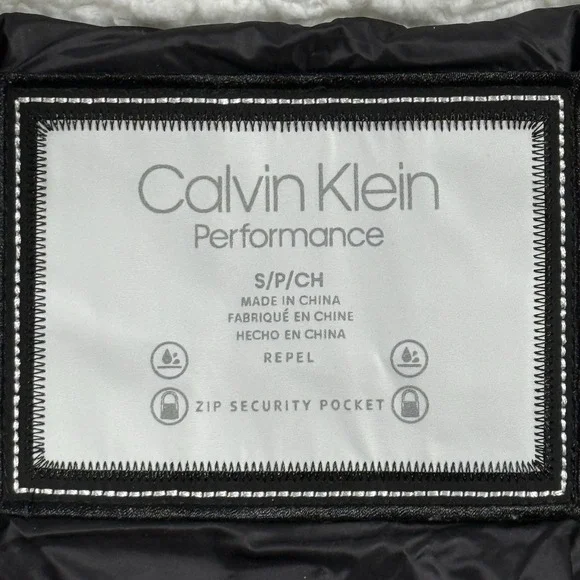 Calvin Klein
Performance
S/P/CH
MADE IN CHINA
FABRIQUÉ EN CHINE
HECHO EN CHINA
REPEL
ZIP SECURITY POCKET